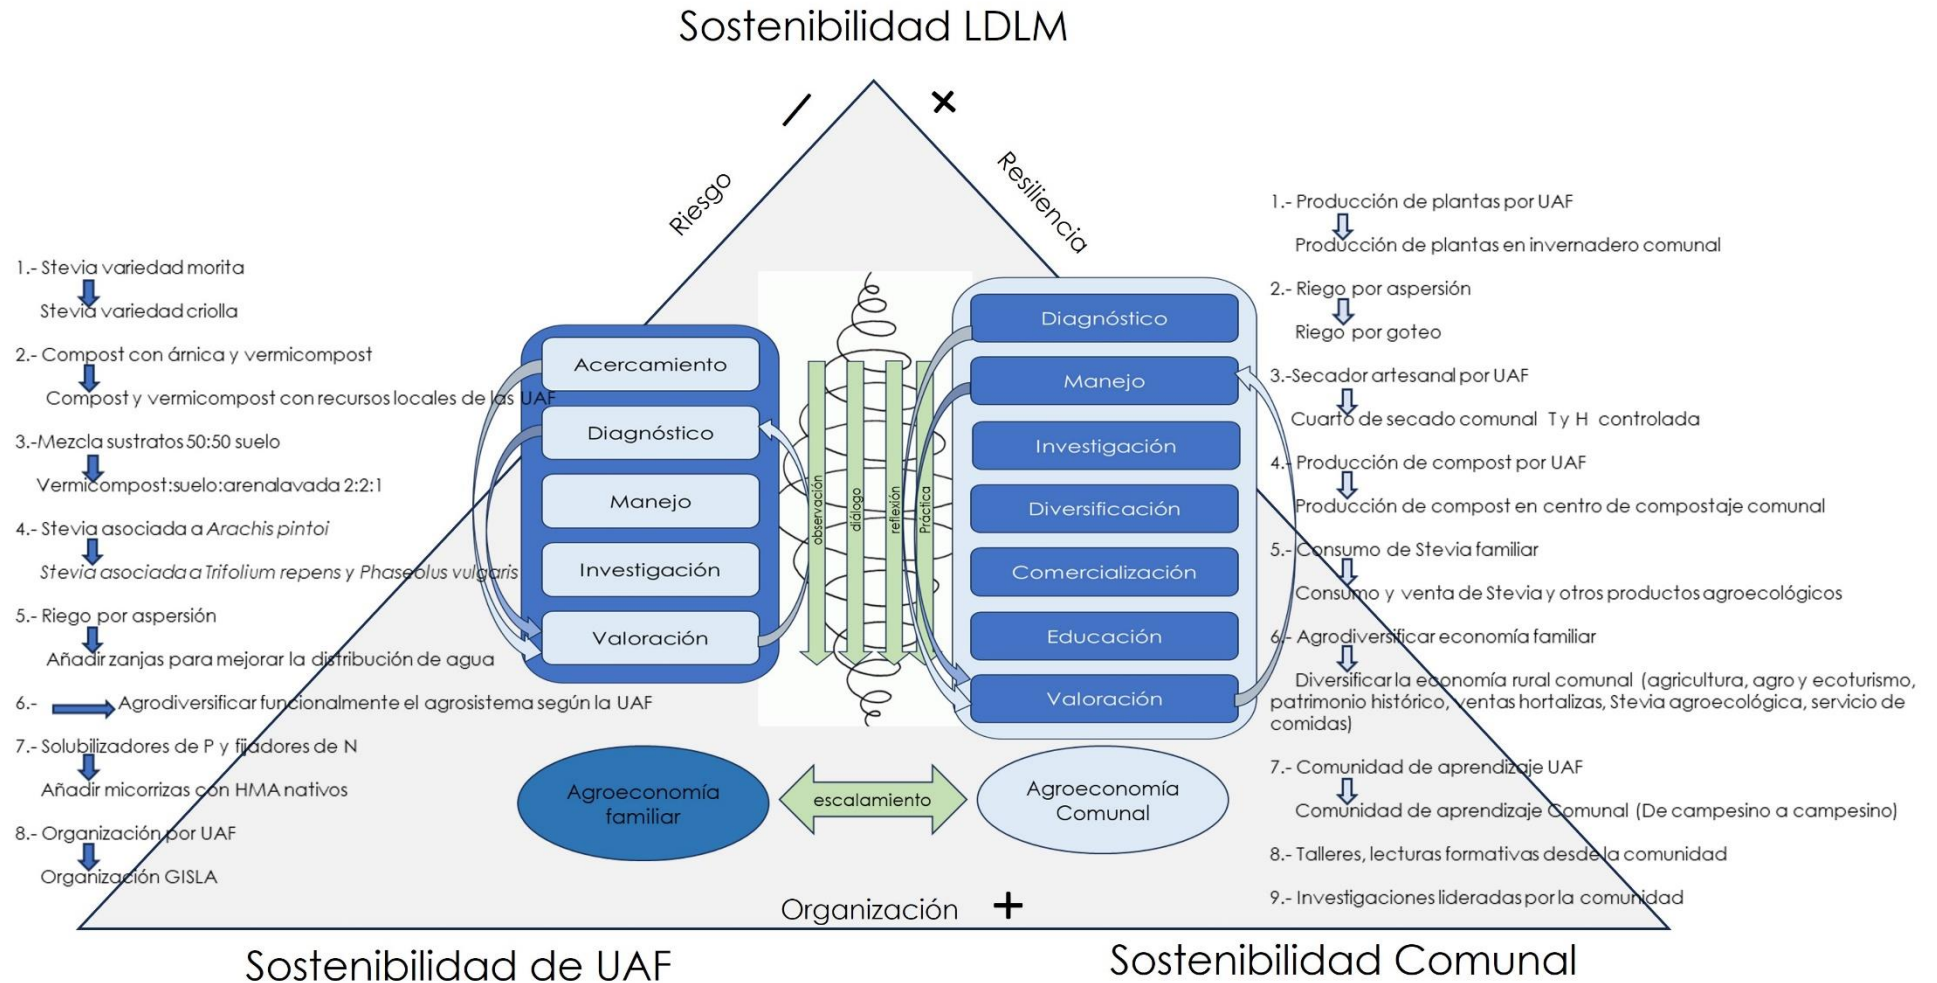 Sostenibilidad LDLM
Riesgo
Resiliencia
1.- Stevia variedad morita
Stevia variedad criolla
2.- Compost con árnica y vermicompost
Compost y vermicompost con recursos locales de las UAF
3.-Mezcla sustratos 50:50 suelo
Vermicompost:suelo:arenalavada 2:2:1
4.- Stevia asociada a Arachis pintoi
Stevia asociada a Trifolium repens y Phaseolus vulgaris
5.- Riego por aspersión
Añadir zanjas para mejorar la distribución de agua
6.-
Agrodiversificar funcionalmente el agrosistema según la UAF
7.- Solubilizadores de P y fijadores de N
Añadir micorrizas con HMA nativos
8.- Organización por UAF
Organización GISLA
Acercamiento
Diagnóstico
Manejo
Investigación
Valoración
observación
diálogo
reflexión
Práctica
Diagnóstico
Manejo
Investigación
Diversificación
Comercialización
Educación
Valoración
1.- Producción de plantas por UAF
Producción de plantas en invernadero comunal
2.- Riego por aspersión
Riego por goteo
3.-Secador artesanal por UAF
Cuarto de secado comunal T y H controlada
4.- Producción de compost por UAF
Producción de compost en centro de compostaje comunal
5.- Consumo de Stevia familiar
Consumo y venta de Stevia y otros productos agroecológicos
6.- Agrodiversificar economía familiar
Diversificar la economía rural comunal (agricultura, agro y ecoturismo,
patrimonio histórico, ventas hortalizas, Stevia agroecológica, servicio de
comidas)
7.- Comunidad de aprendizaje UAF
Comunidad de aprendizaje Comunal (De campesino a campesino)
8.- Talleres, lecturas formativas desde la comunidad
9.- Investigaciones lideradas por la comunidad
Agroeconomía
familiar
escalamiento
Agroeconomía
Comunal
Organización +
Sostenibilidad de UAF
Sostenibilidad Comunal